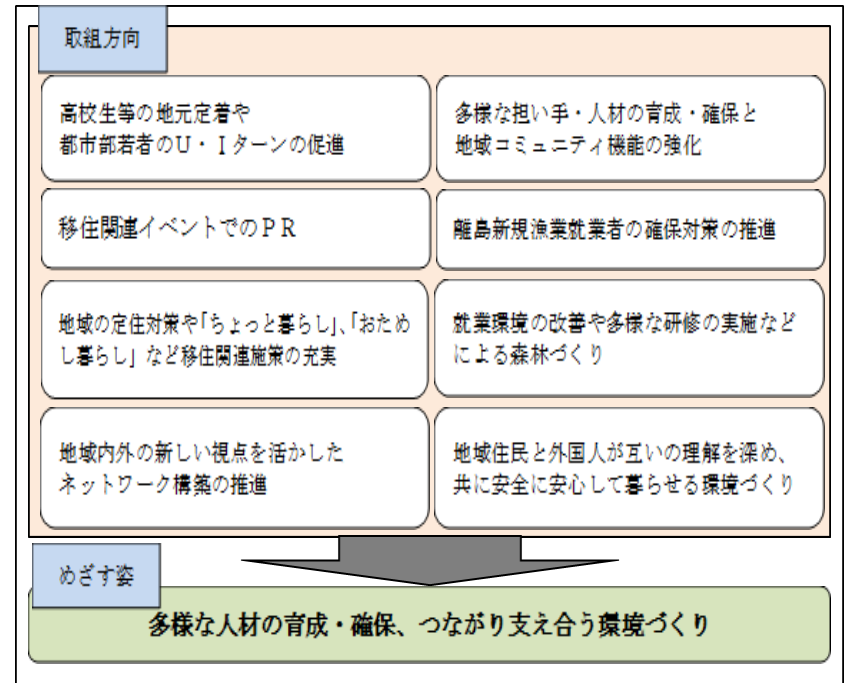 取組方向
高校生等の地元定着や
都市部若者のU・Iターンの促進
多様な担い手・人材の育成・確保と
地域コミュニティ機能の強化
移住関連イベントでのPR
離島新規漁業就業者の確保対策の推進
地域の定住対策や｢ちょっと暮らし｣、｢おため
し暮らし｣など移住関連施策の充実
就業環境の改善や多様な研修の実施など
による森林づくり
地域内外の新しい視点を活かした
ネットワーク構築の推進
地域住民と外国人が互いの理解を深め、
共に安全に安心して暮らせる環境づくり
めざす姿
多様な人材の育成・確保、つながり支え合う環境づくり